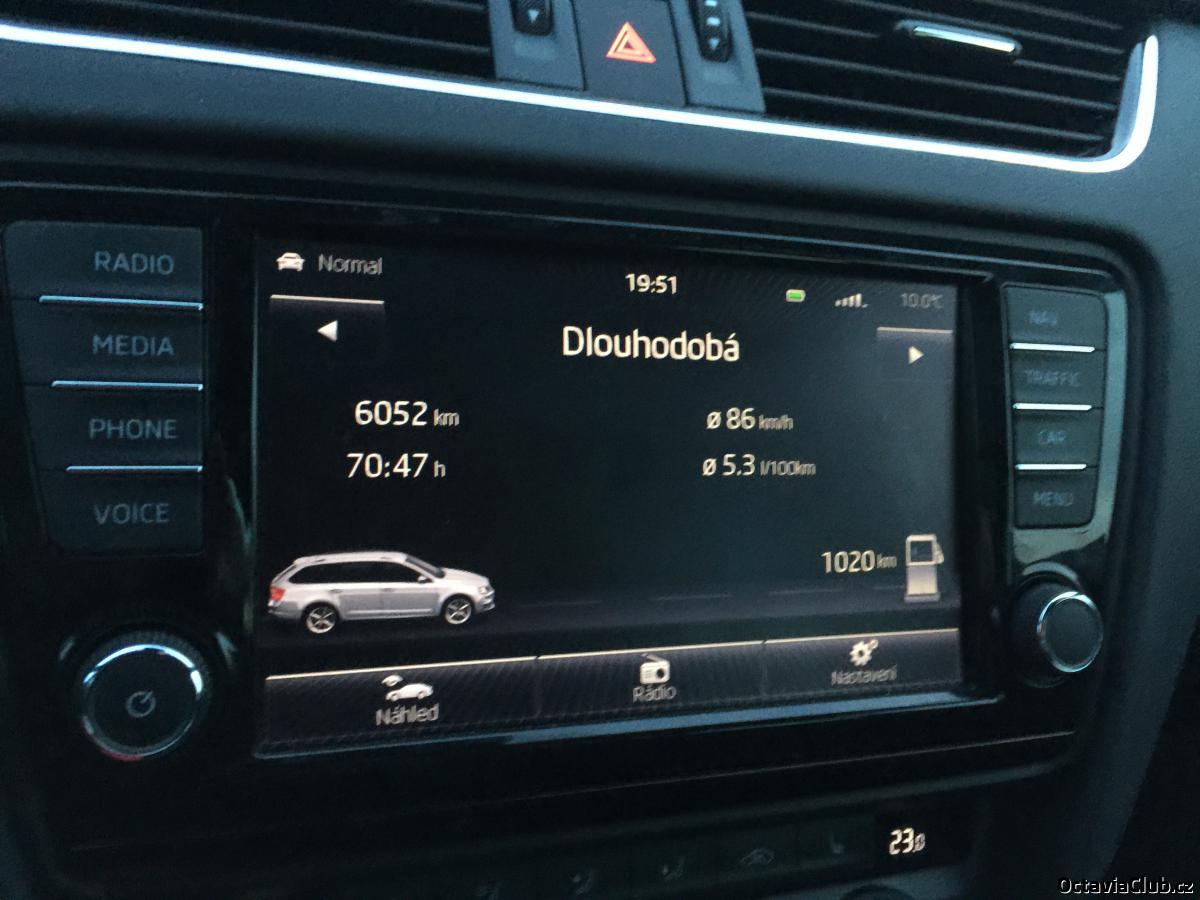 RADIO
MEDIA
PHONE
VOICE
Normal
19:51
10.0°C
Dlouhodobá
6052 km
ø 86 km/h
70:47 h
ø 5.3 l/100km
1020 km
Náhled
Rádio
Nastavení
NAV
TRAFFIC
CAR
MENU
23.0
OctaviaClub.cz